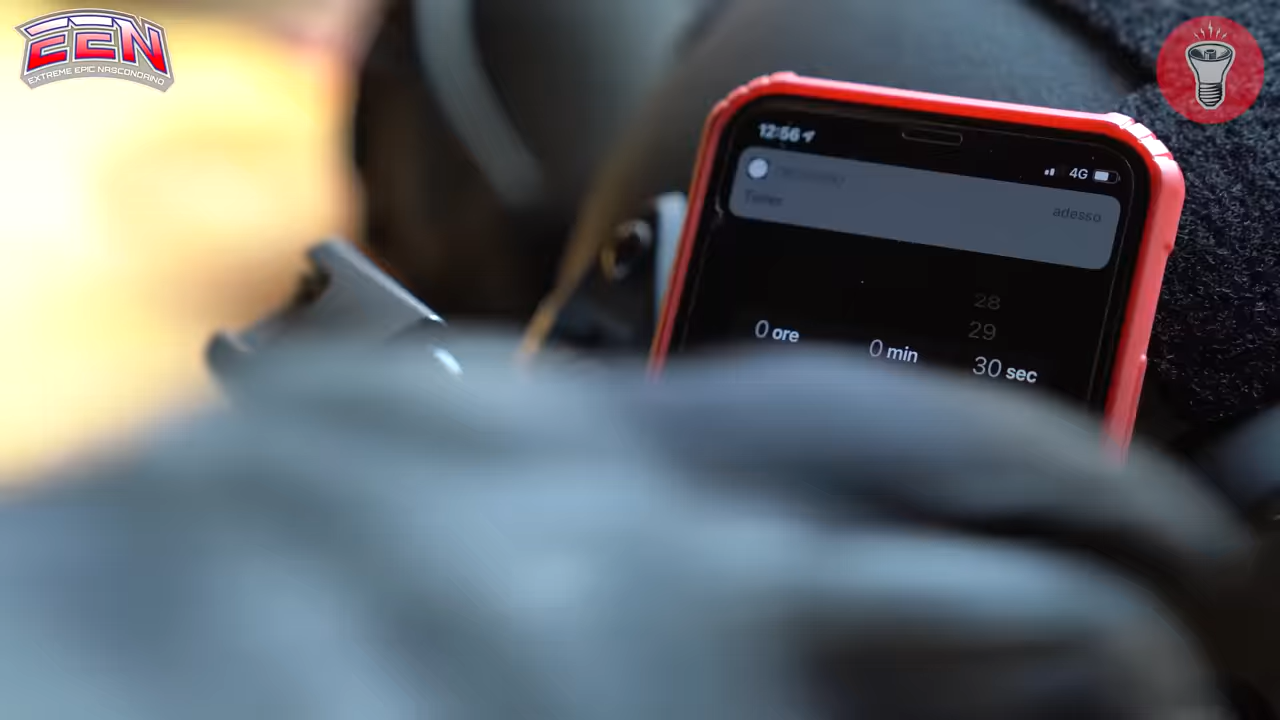 EEN
EXTREME EPIC NASCONDINO
12:56
4G
Timer
adesso
28
29
0 ore
0 min
30 sec